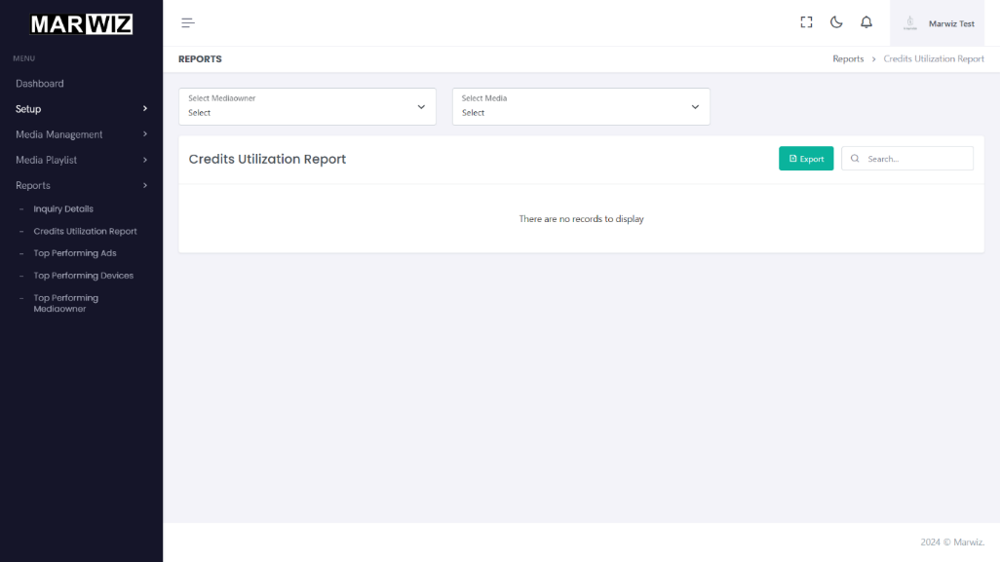 MARWIZ
MENU
Dashboard
Setup
Media Management
Media Playlist
Reports
– Inquiry Details
– Credits Utilization Report
– Top Performing Ads
– Top Performing Devices
– Top Performing
Mediaowner
Marwiz Test
REPORTS
Reports > Credits Utilization Report
Select Mediaowner
Select
Select Media
Select
Credits Utilization Report
Export
Search...
There are no records to display
2024 © Marwiz.